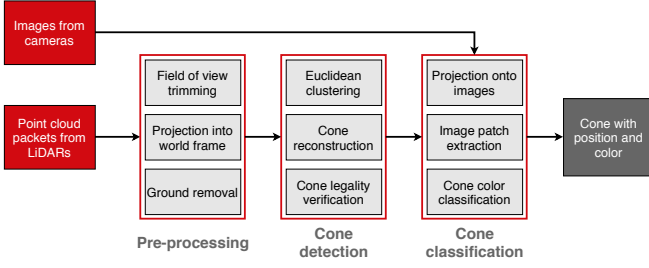 Images from
cameras
Point cloud
packets from
LiDARs
Field of view
trimming
Projection into
world frame
Ground removal
Pre-processing
Euclidean
clustering
Cone
reconstruction
Cone legality
verification
Cone
detection
Projection onto
images
Image patch
extraction
Cone color
classification
Cone
classification
Cone with
position and
color